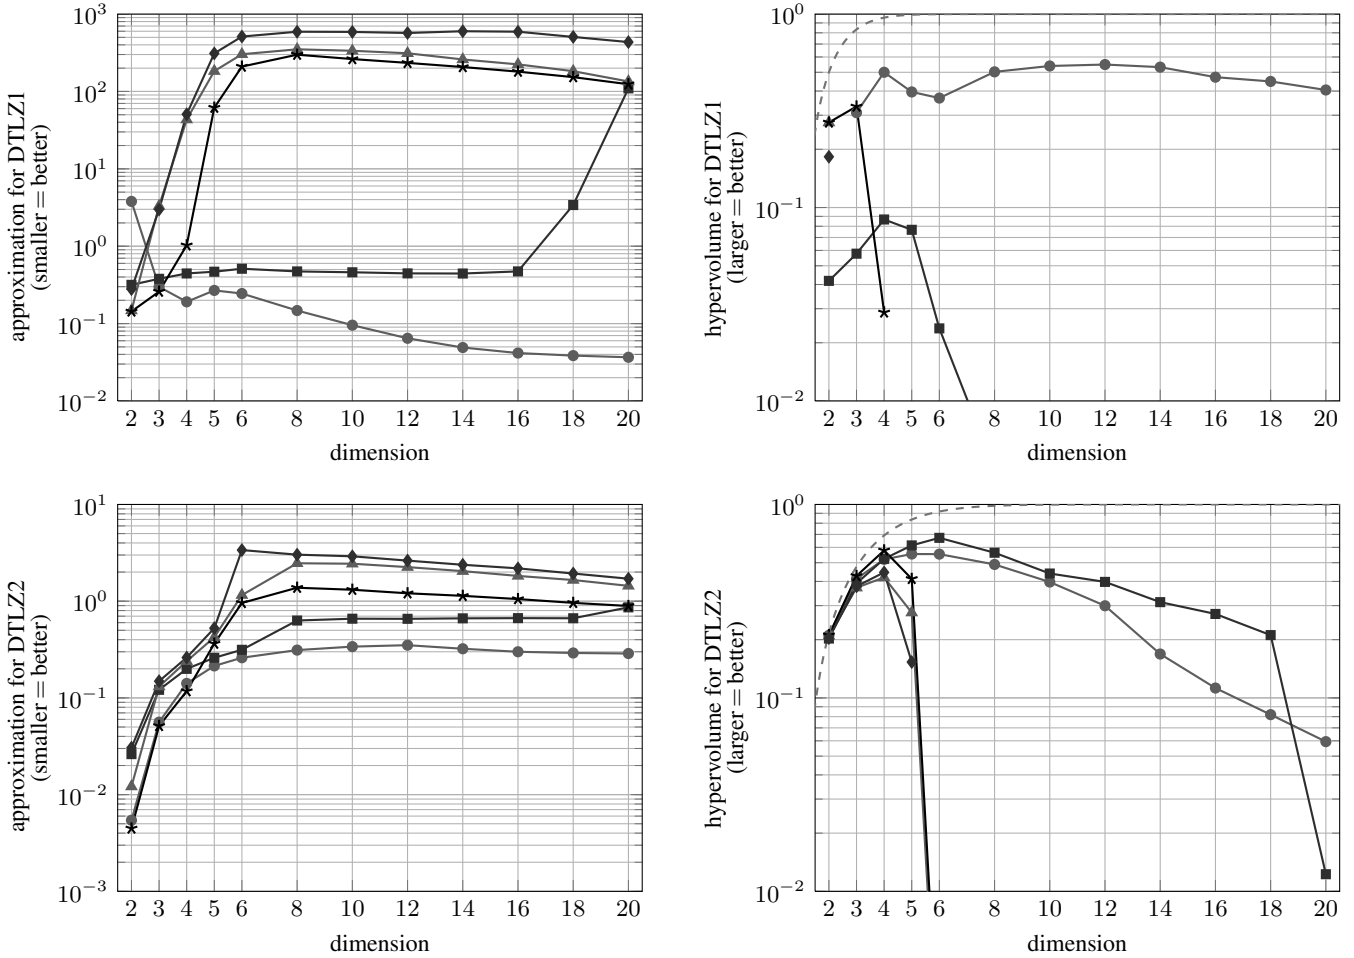 approximation for DTLZ1
(smaller = better)
10^3
10^2
10^1
10^0
10^−1
10^−2
2 3 4 5 6 8 10 12 14 16 18 20
dimension
hypervolume for DTLZ1
(larger = better)
10^0
10^−1
10^−2
2 3 4 5 6 8 10 12 14 16 18 20
dimension
approximation for DTLZ2
(smaller = better)
10^1
10^0
10^−1
10^−2
10^−3
2 3 4 5 6 8 10 12 14 16 18 20
dimension
hypervolume for DTLZ2
(larger = better)
10^0
10^−1
10^−2
2 3 4 5 6 8 10 12 14 16 18 20
dimension